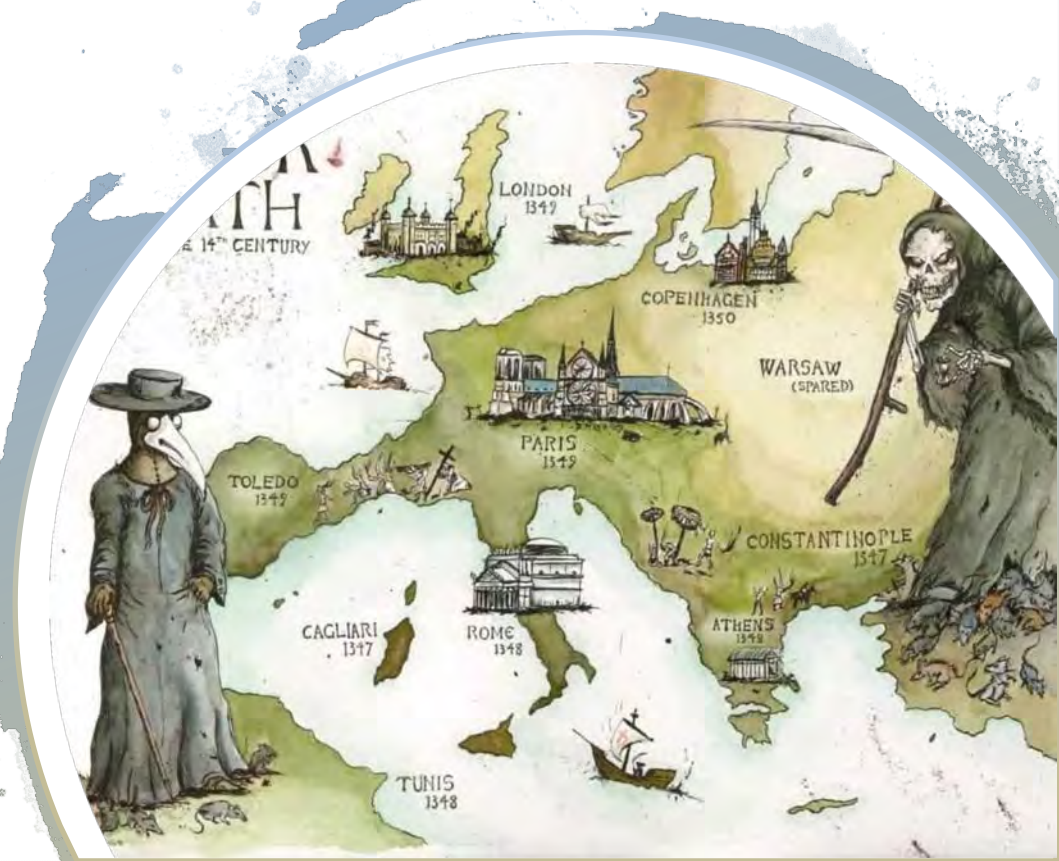 TH
E 14TH CENTURY
LONDON
1349
COPENHAGEN
1350
WARSAW
(SPARED)
PARIS
1349
TOLEDO
1349
CONSTANTINOPLE
1347
CAGLIARI
1347
ROME
1348
ATHENS
1348
TUNIS
1348